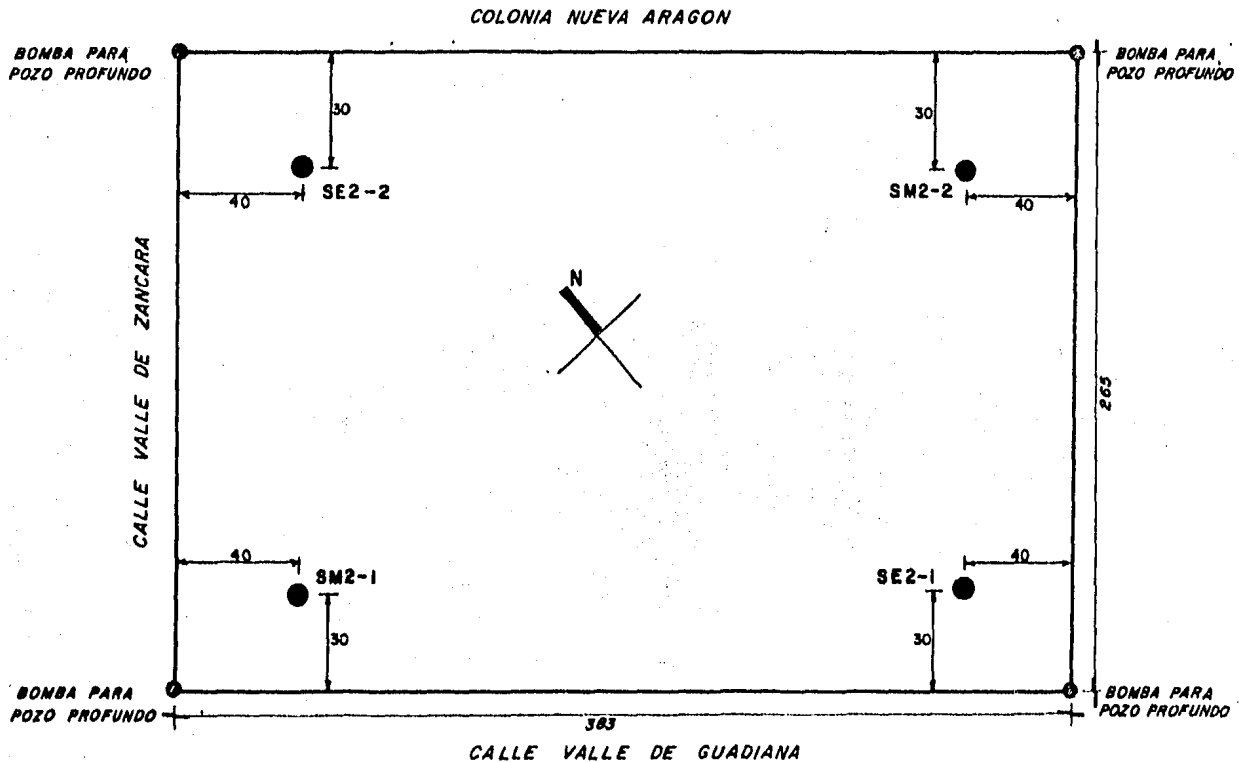 COLONIA NUEVA ARAGON
BOMBA PARA
POZO PROFUNDO
BOMBA PARA
POZO PROFUNDO
30
30
SE2-2
40
SM2-2
40
CALLE VALLE DE ZANCARA
N
265
40
SM2-1
30
SE2-1
40
30
BOMBA PARA
POZO PROFUNDO
BOMBA PARA
POZO PROFUNDO
383
CALLE VALLE DE GUADIANA